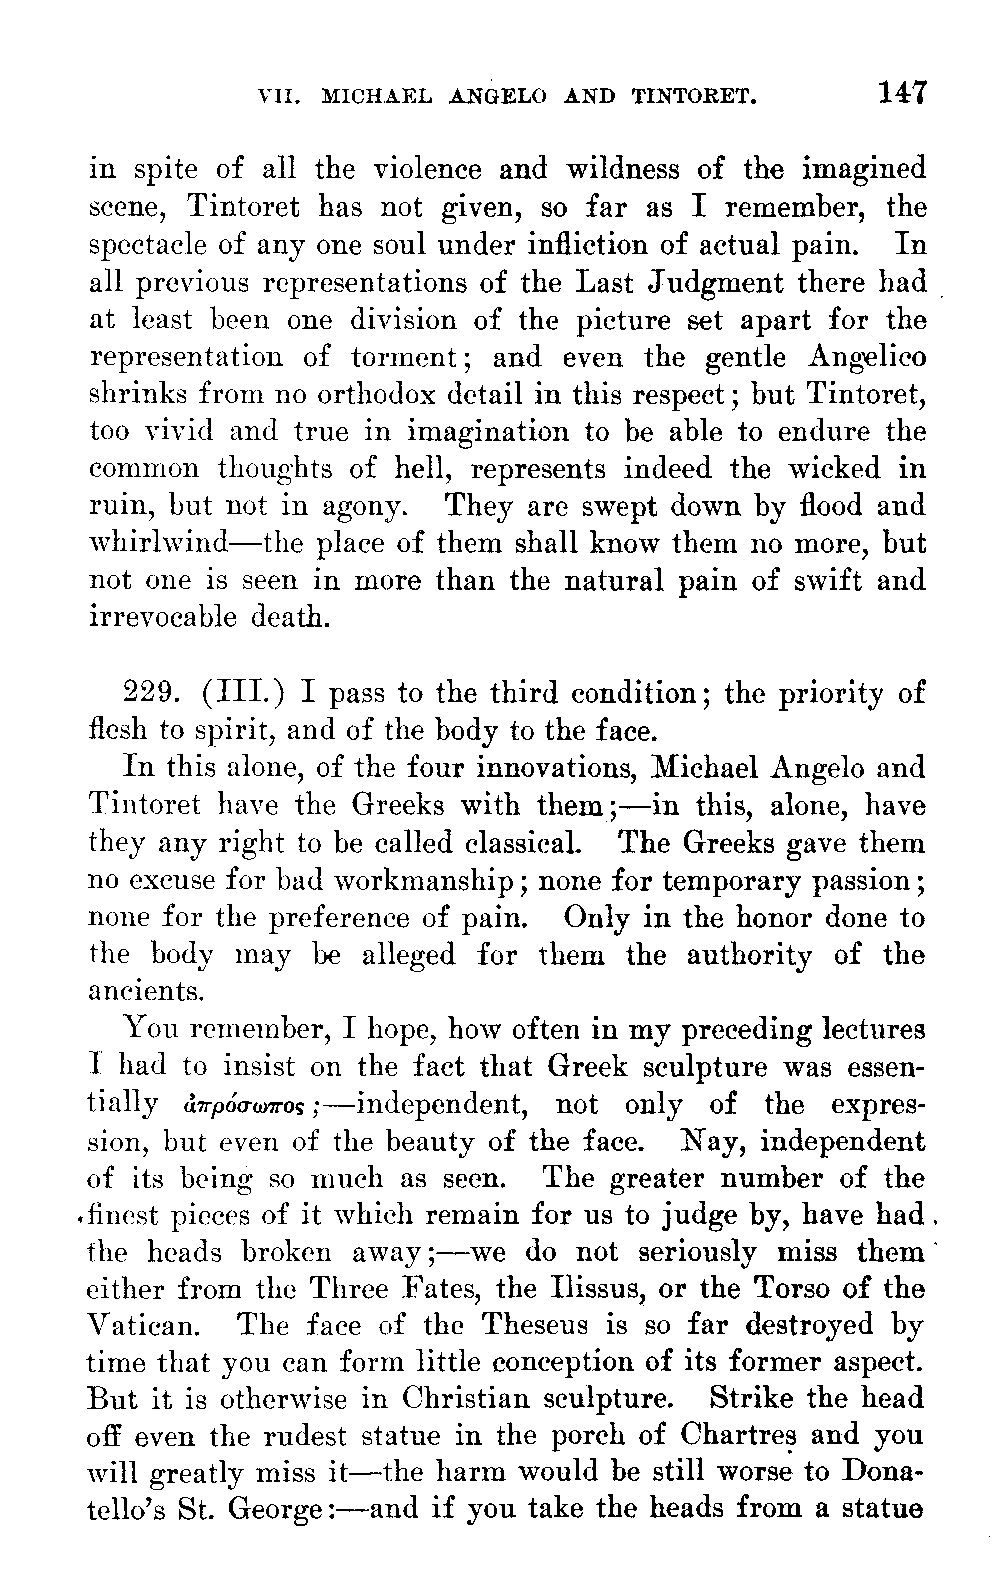 VII. MICHAEL ANGELO AND TINTORET. 147
in spite of all the violence and wildness of the imagined
scene, Tintoret has not given, so far as I remember, the
spectacle of any one soul under infliction of actual pain. In
all previous representations of the Last Judgment there had
at least been one division of the picture set apart for the
representation of torment; and even the gentle Angelico
shrinks from no orthodox detail in this respect; but Tintoret,
too vivid and true in imagination to be able to endure the
common thoughts of hell, represents indeed the wicked in
ruin, but not in agony. They are swept down by flood and
whirlwind—the place of them shall know them no more, but
not one is seen in more than the natural pain of swift and
irrevocable death.
229. (III.) I pass to the third condition; the priority of
flesh to spirit, and of the body to the face.
In this alone, of the four innovations, Michael Angelo and
Tintoret have the Greeks with them;—in this, alone, have
they any right to be called classical. The Greeks gave them
no excuse for bad workmanship; none for temporary passion;
none for the preference of pain. Only in the honor done to
the body may be alleged for them the authority of the
ancients.
You remember, I hope, how often in my preceding lectures
I had to insist on the fact that Greek sculpture was essen-
tially ἀπρόσωπος;—independent, not only of the expres-
sion, but even of the beauty of the face. Nay, independent
of its being so much as seen. The greater number of the
finest pieces of it which remain for us to judge by, have had
the heads broken away;—we do not seriously miss them
either from the Three Fates, the Ilissus, or the Torso of the
Vatican. The face of the Theseus is so far destroyed by
time that you can form little conception of its former aspect.
But it is otherwise in Christian sculpture. Strike the head
off even the rudest statue in the porch of Chartres and you
will greatly miss it—the harm would be still worse to Dona-
tello's St. George:—and if you take the heads from a statue